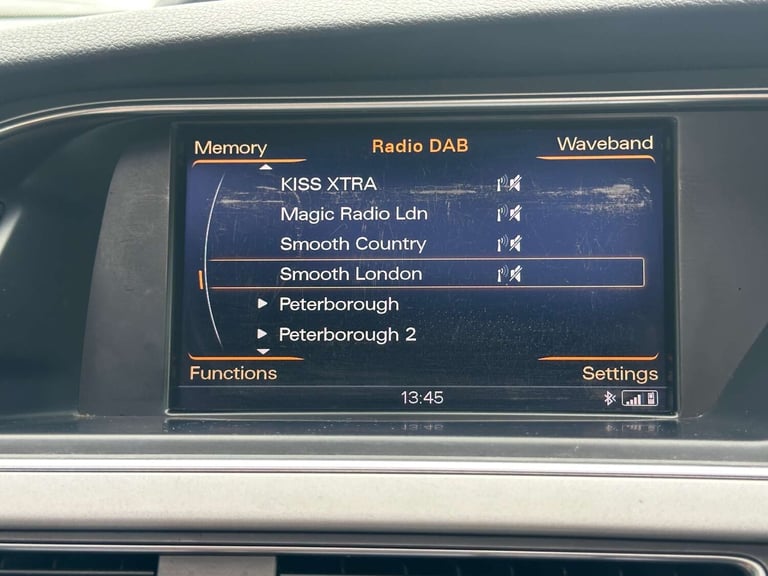 Memory Radio DAB Waveband
KISS XTRA
Magic Radio Ldn
Smooth Country
Smooth London
Peterborough
Peterborough 2
Functions Settings
13:45